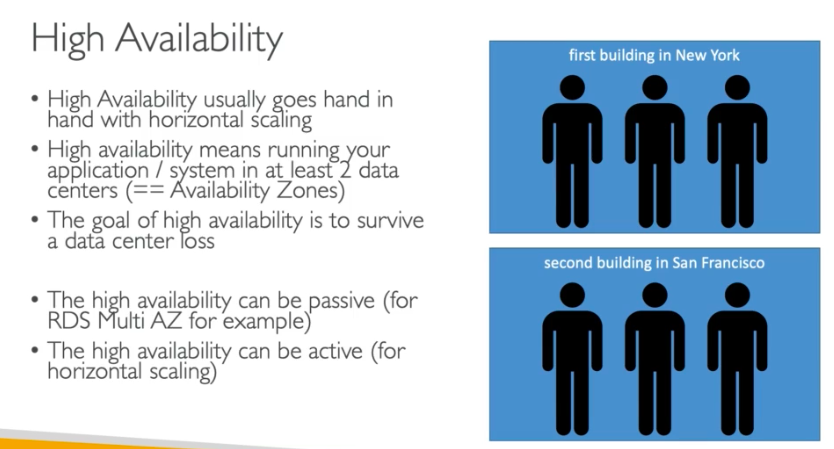 High Availability
• High Availability usually goes hand in
hand with horizontal scaling
• High availability means running your
application / system in at least 2 data
centers (== Availability Zones)
• The goal of high availability is to survive
a data center loss
• The high availability can be passive (for
RDS Multi AZ for example)
• The high availability can be active (for
horizontal scaling)
first building in New York
second building in San Francisco